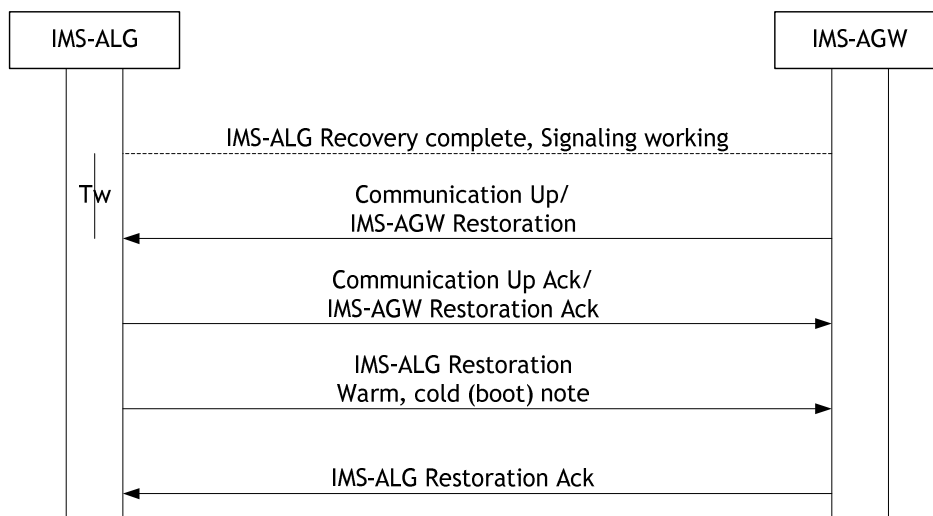 IMS-ALG
IMS-AGW
IMS-ALG Recovery complete, Signaling working
Tw
Communication Up/
IMS-AGW Restoration
Communication Up Ack/
IMS-AGW Restoration Ack
IMS-ALG Restoration
Warm, cold (boot) note
IMS-ALG Restoration Ack